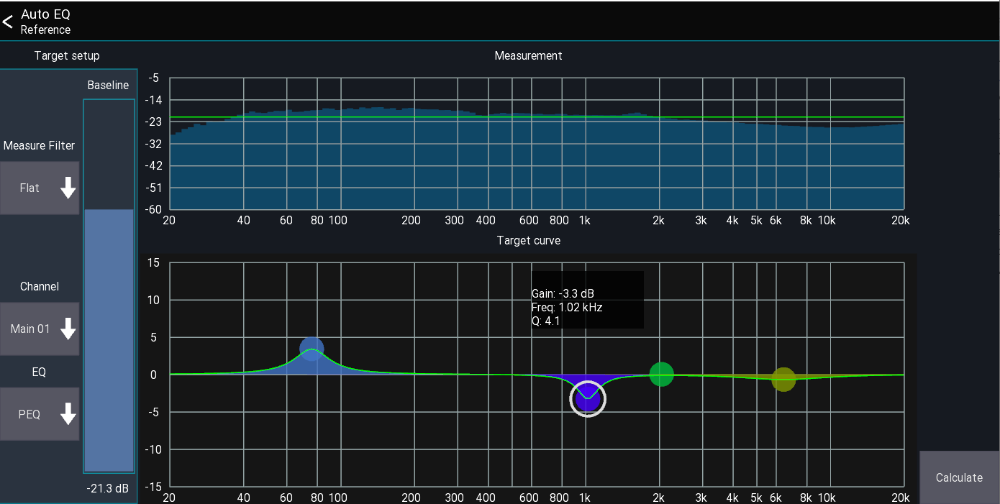 Auto EQ
Reference
Target setup
Baseline
Measure Filter
Flat
Channel
Main 01
EQ
PEQ
-21.3 dB
Measurement
-5
-14
-23
-32
-42
-51
-60
20 40 60 80 100 200 300 400 600 800 1k 2k 3k 4k 5k 6k 8k 10k 20k
Target curve
15
10
5
0
-5
-10
-15
Gain: -3.3 dB
Freq: 1.02 kHz
Q: 4.1
20 40 60 80 100 200 300 400 600 800 1k 2k 3k 4k 5k 6k 8k 10k 20k
Calculate